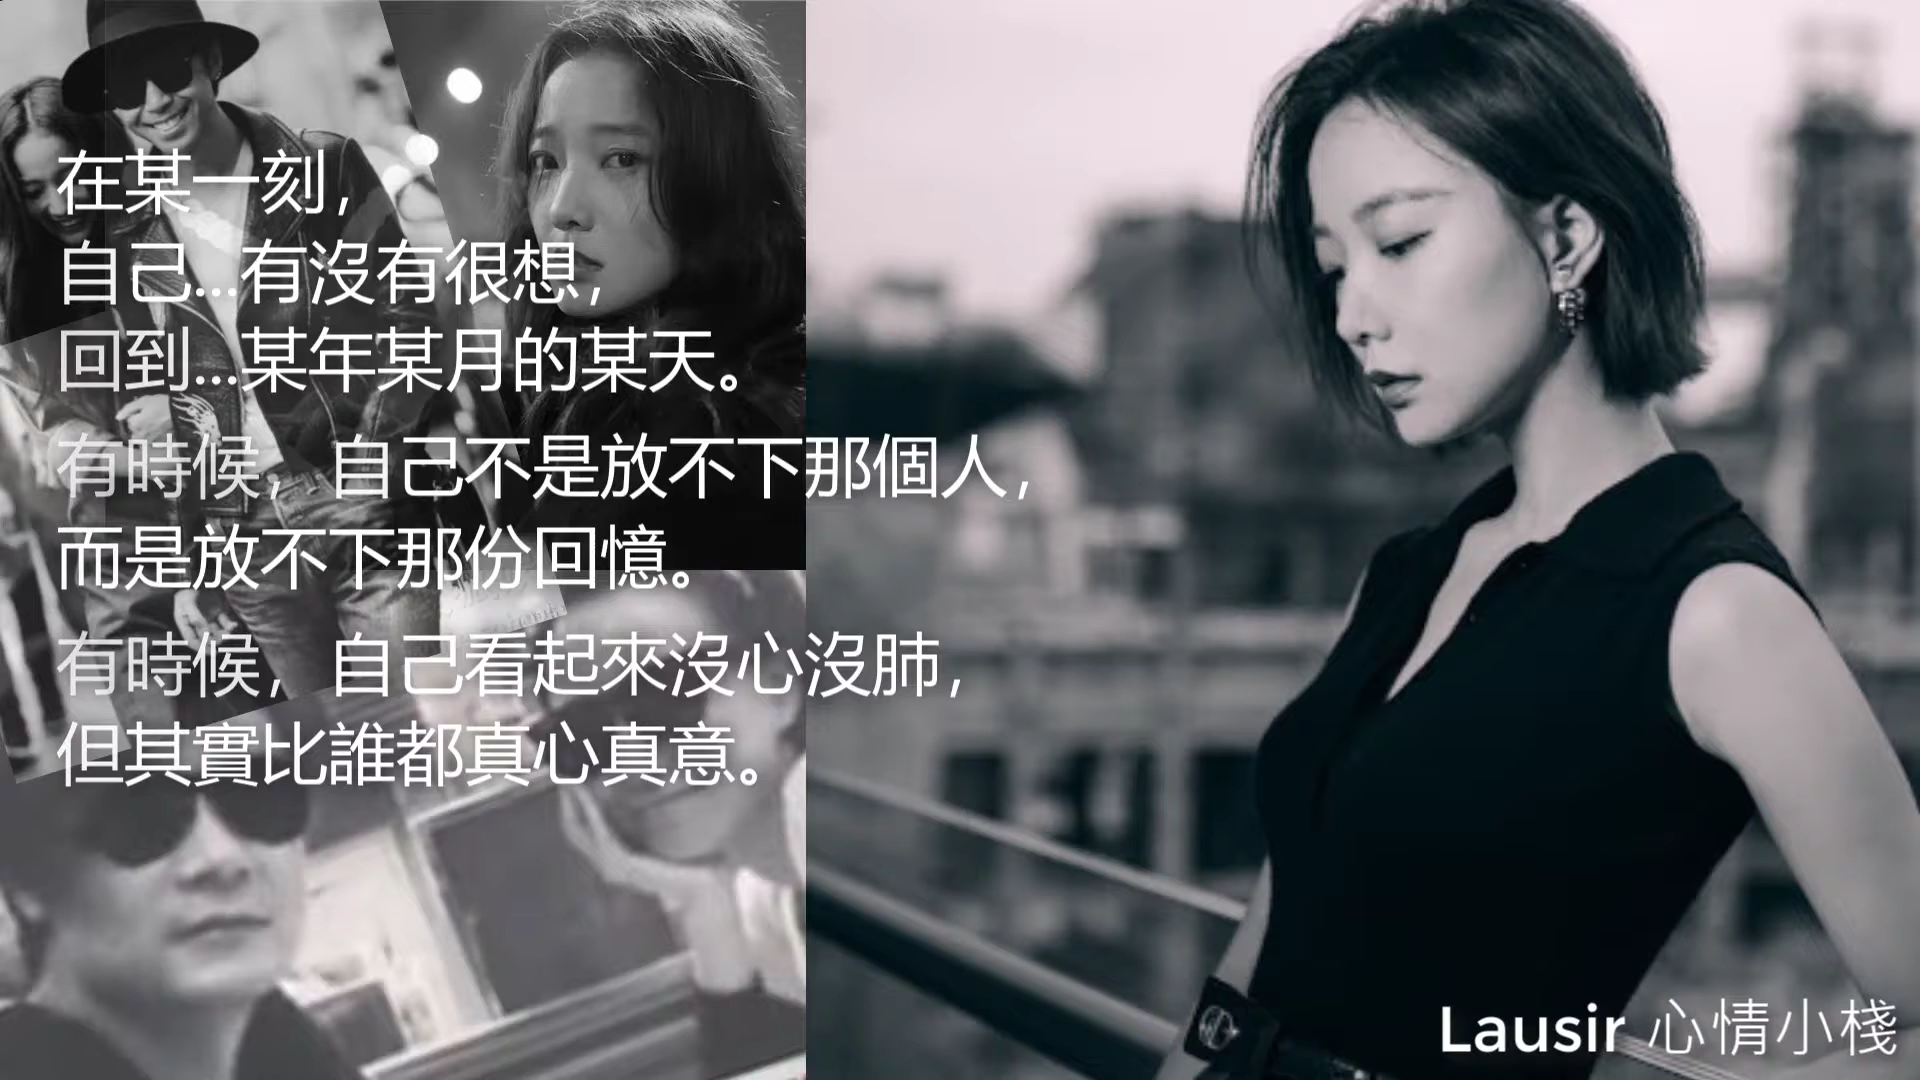 在某一刻，
自己...有沒有很想，
回到...某年某月的某天。
有時候，自己不是放不下那個人，
而是放不下那份回憶。
有時候，自己看起來沒心沒肺，
但其實比誰都真心真意。
Lausir 心情小棧